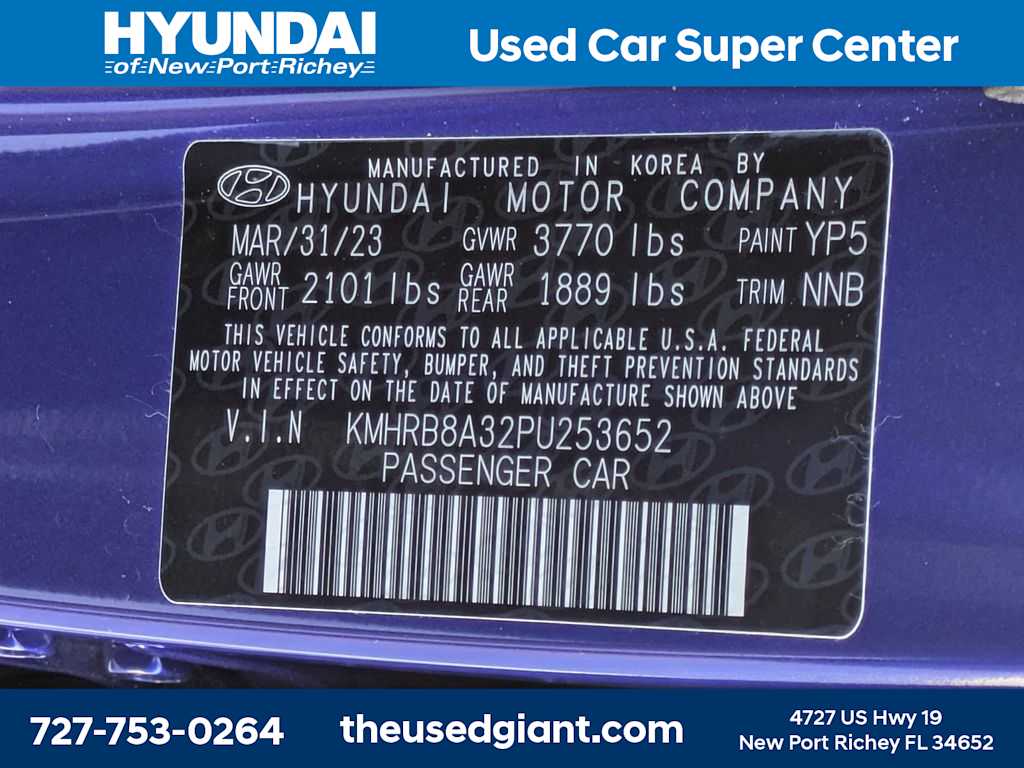 HYUNDAI
of New Port Richey
Used Car Super Center
MANUFACTURED IN KOREA BY
HYUNDAI MOTOR COMPANY
MAR/31/23 GVWR 3770 lbs PAINT YP5
GAWR FRONT 2101 lbs GAWR REAR 1889 lbs TRIM NNB
THIS VEHICLE CONFORMS TO ALL APPLICABLE U.S.A. FEDERAL
MOTOR VEHICLE SAFETY, BUMPER, AND THEFT PREVENTION STANDARDS
IN EFFECT ON THE DATE OF MANUFACTURE SHOWN ABOVE
V.I.N KMHRB8A32PU253652
PASSENGER CAR
727-753-0264
theusedgiant.com
4727 US Hwy 19
New Port Richey FL 34652